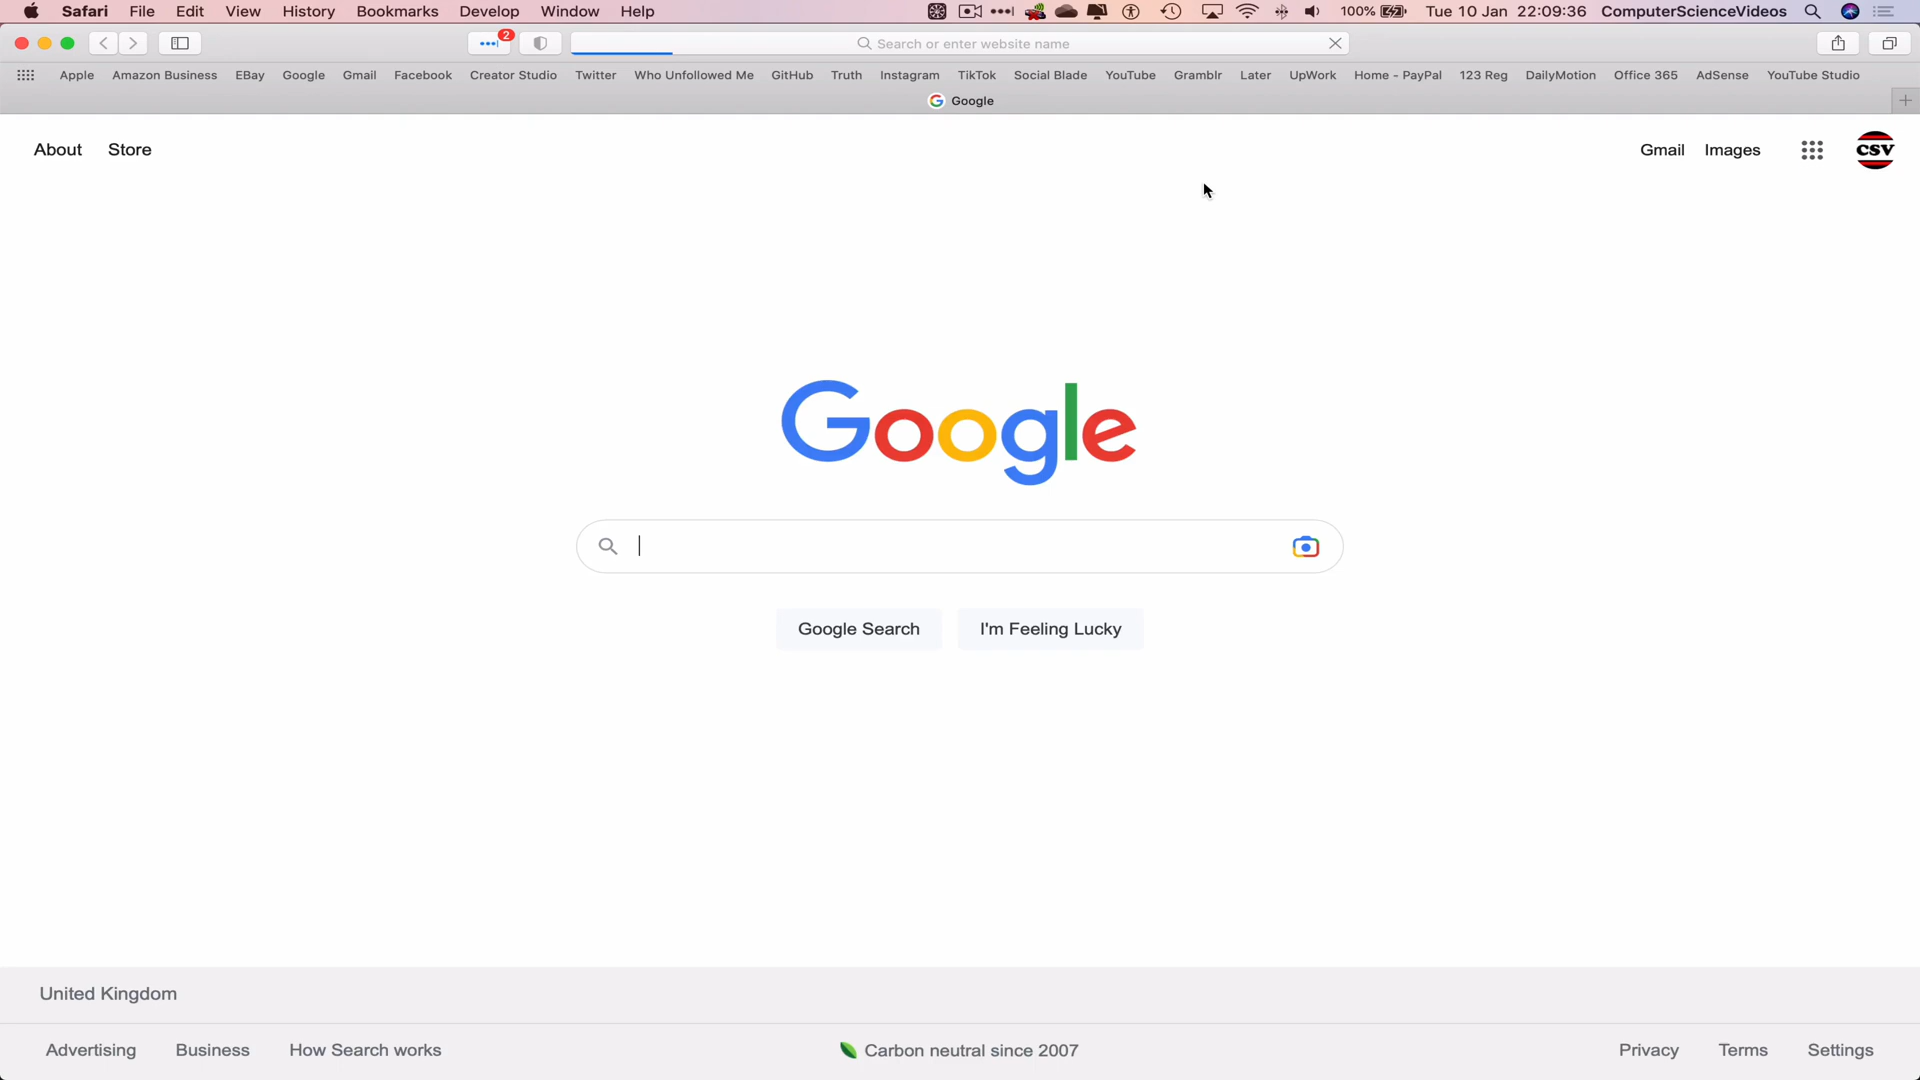 Safari File Edit View History Bookmarks Develop Window Help 100% Tue 10 Jan 22:09:36 ComputerScienceVideos
2 Search or enter website name
Apple Amazon Business EBay Google Gmail Facebook Creator Studio Twitter Who Unfollowed Me GitHub Truth Instagram TikTok Social Blade YouTube Gramblr Later UpWork Home - PayPal 123 Reg DailyMotion Office 365 AdSense YouTube Studio
Google
About Store Gmail Images CSV
Google
Google Search I'm Feeling Lucky
United Kingdom
Advertising Business How Search works Carbon neutral since 2007 Privacy Terms Settings